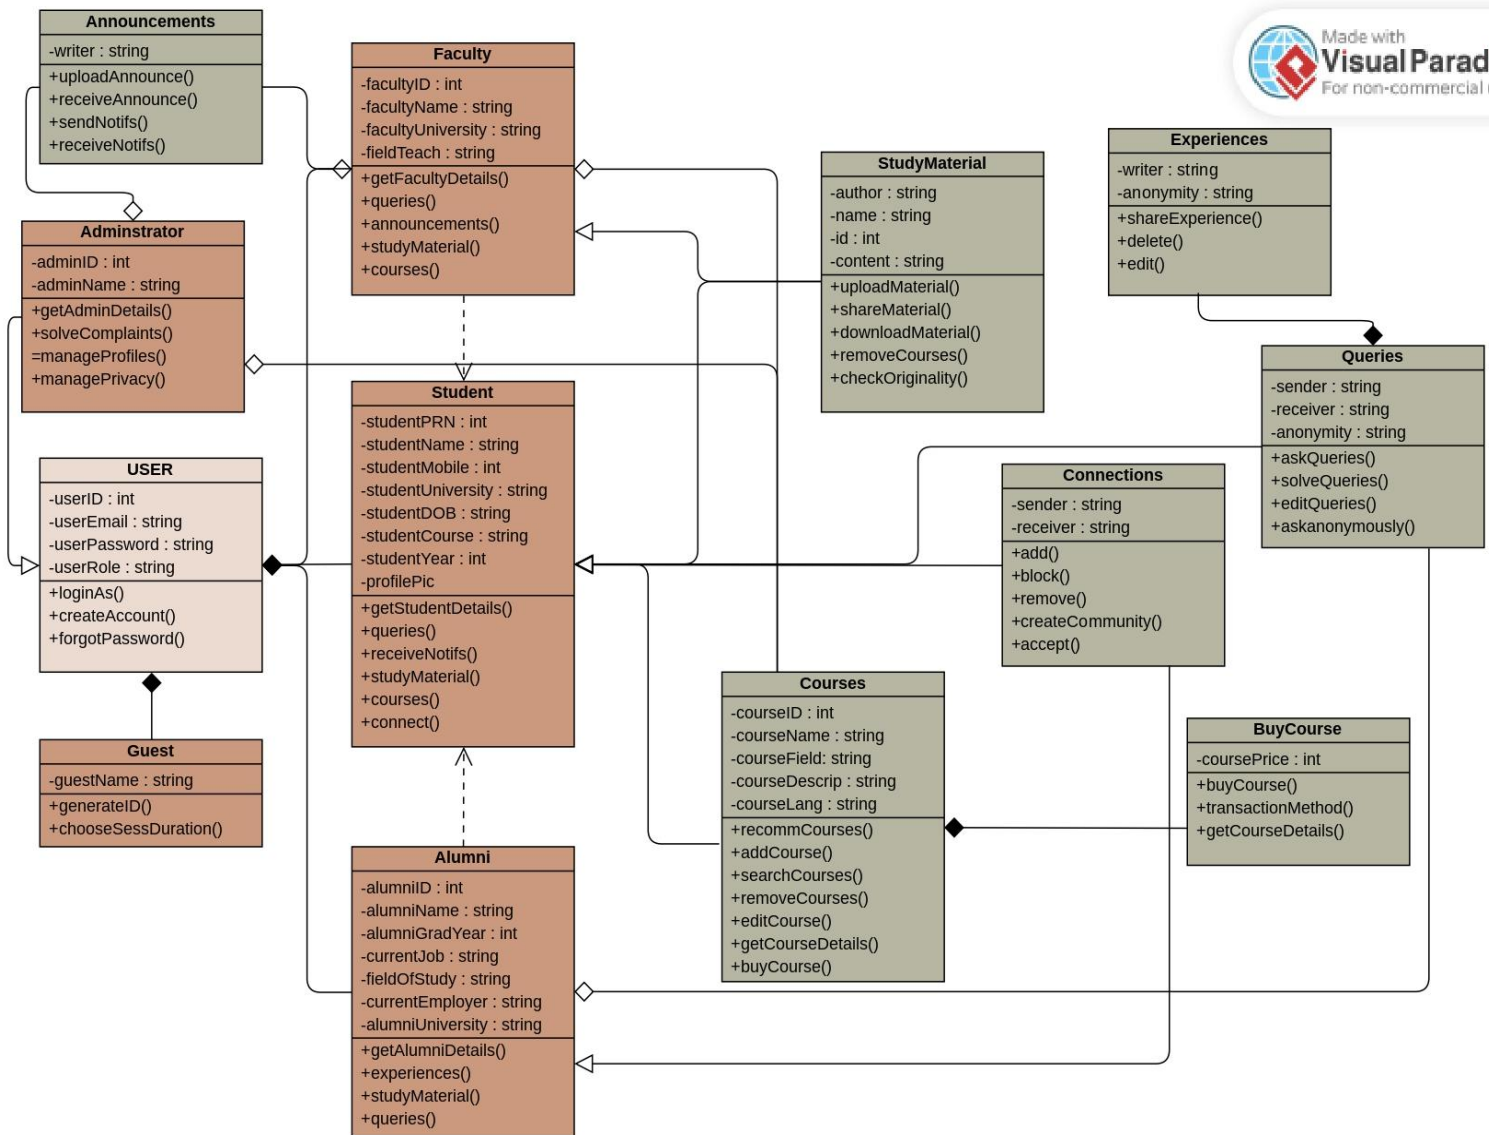 Announcements
-writer : string
+uploadAnnounce()
+receiveAnnounce()
+sendNotifs()
+receiveNotifs()
Faculty
-facultyID : int
-facultyName : string
-facultyUniversity : string
-fieldTeach : string
+getFacultyDetails()
+queries()
+announcements()
+studyMaterial()
+courses()
Made with
Visual Parad
For non-commercial
StudyMaterial
-author : string
-name : string
-id : int
-content : string
+uploadMaterial()
+shareMaterial()
+downloadMaterial()
+removeCourses()
+checkOriginality()
Experiences
-writer : string
-anonymity : string
+shareExperience()
+delete()
+edit()
Adminstrator
-adminID : int
-adminName : string
+getAdminDetails()
+solveComplaints()
=manageProfiles()
+managePrivacy()
Queries
-sender : string
-receiver : string
-anonymity : string
+askQueries()
+solveQueries()
+editQueries()
+askanonymously()
Student
-studentPRN : int
-studentName : string
-studentMobile : int
-studentUniversity : string
-studentDOB : string
-studentCourse : string
-studentYear : int
-profilePic
+getStudentDetails()
+queries()
+receiveNotifs()
+studyMaterial()
+courses()
+connect()
USER
-userID : int
-userEmail : string
-userPassword : string
-userRole : string
+loginAs()
+createAccount()
+forgotPassword()
Connections
-sender : string
-receiver : string
+add()
+block()
+remove()
+createCommunity()
+accept()
Guest
-guestName : string
+generateID()
+chooseSessDuration()
Courses
-courseID : int
-courseName : string
-courseField: string
-courseDescrip : string
-courseLang : string
+recommCourses()
+addCourse()
+searchCourses()
+removeCourses()
+editCourse()
+getCourseDetails()
+buyCourse()
BuyCourse
-coursePrice : int
+buyCourse()
+transactionMethod()
+getCourseDetails()
Alumni
-alumniID : int
-alumniName : string
-alumniGradYear : int
-currentJob : string
-fieldOfStudy : string
-currentEmployer : string
-alumniUniversity : string
+getAlumniDetails()
+experiences()
+studyMaterial()
+queries()